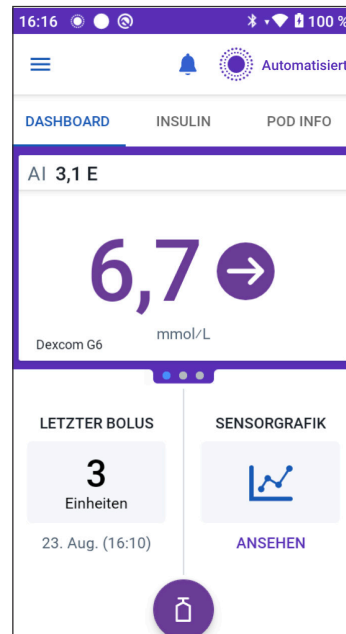 16:16 100 %
Automatisiert
DASHBOARD INSULIN POD INFO
AI 3,1 E
6,7
mmol/L
Dexcom G6
LETZTER BOLUS SENSORGRAFIK
3
Einheiten
23. Aug. (16:10) ANSEHEN